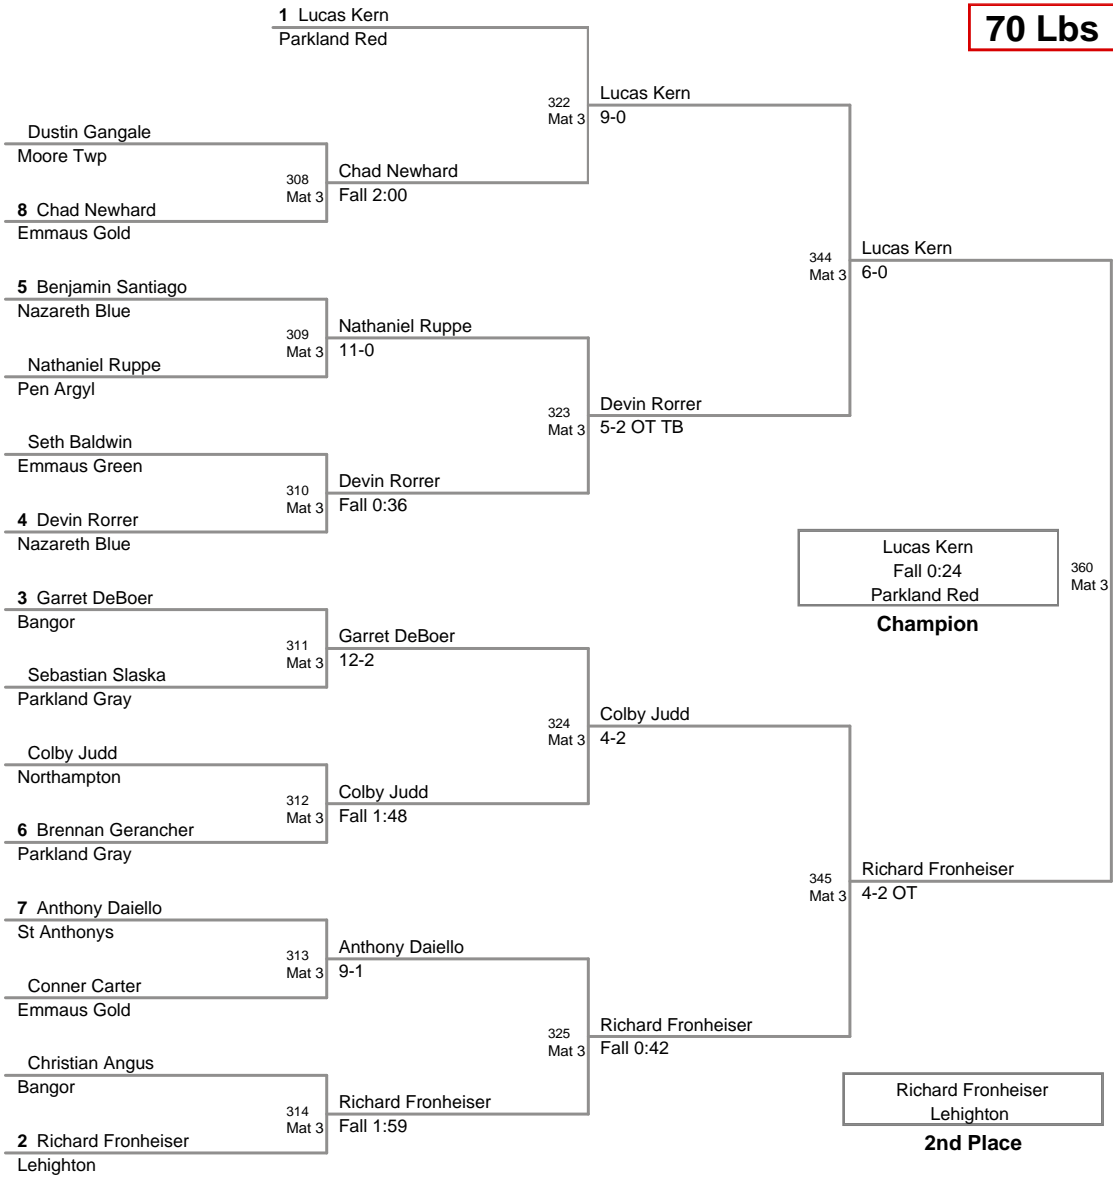 1 Lucas Kern
Parkland Red
70 Lbs
322
Mat 3
Lucas Kern
9-0
Dustin Gangale
Moore Twp
308
Mat 3
Chad Newhard
Fall 2:00
8 Chad Newhard
Emmaus Gold
344
Mat 3
Lucas Kern
6-0
5 Benjamin Santiago
Nazareth Blue
309
Mat 3
Nathaniel Ruppe
11-0
Nathaniel Ruppe
Pen Argyl
323
Mat 3
Devin Rorrer
5-2 OT TB
Seth Baldwin
Emmaus Green
310
Mat 3
Devin Rorrer
Fall 0:36
4 Devin Rorrer
Nazareth Blue
Lucas Kern
Fall 0:24
Parkland Red
Champion
360
Mat 3
3 Garret DeBoer
Bangor
311
Mat 3
Garret DeBoer
12-2
Sebastian Slaska
Parkland Gray
324
Mat 3
Colby Judd
4-2
Colby Judd
Northampton
312
Mat 3
Colby Judd
Fall 1:48
6 Brennan Gerancher
Parkland Gray
345
Mat 3
Richard Fronheiser
4-2 OT
7 Anthony Daiello
St Anthonys
313
Mat 3
Anthony Daiello
9-1
Conner Carter
Emmaus Gold
325
Mat 3
Richard Fronheiser
Fall 0:42
Christian Angus
Bangor
314
Mat 3
Richard Fronheiser
Fall 1:59
2 Richard Fronheiser
Lehighton
Richard Fronheiser
Lehighton
2nd Place